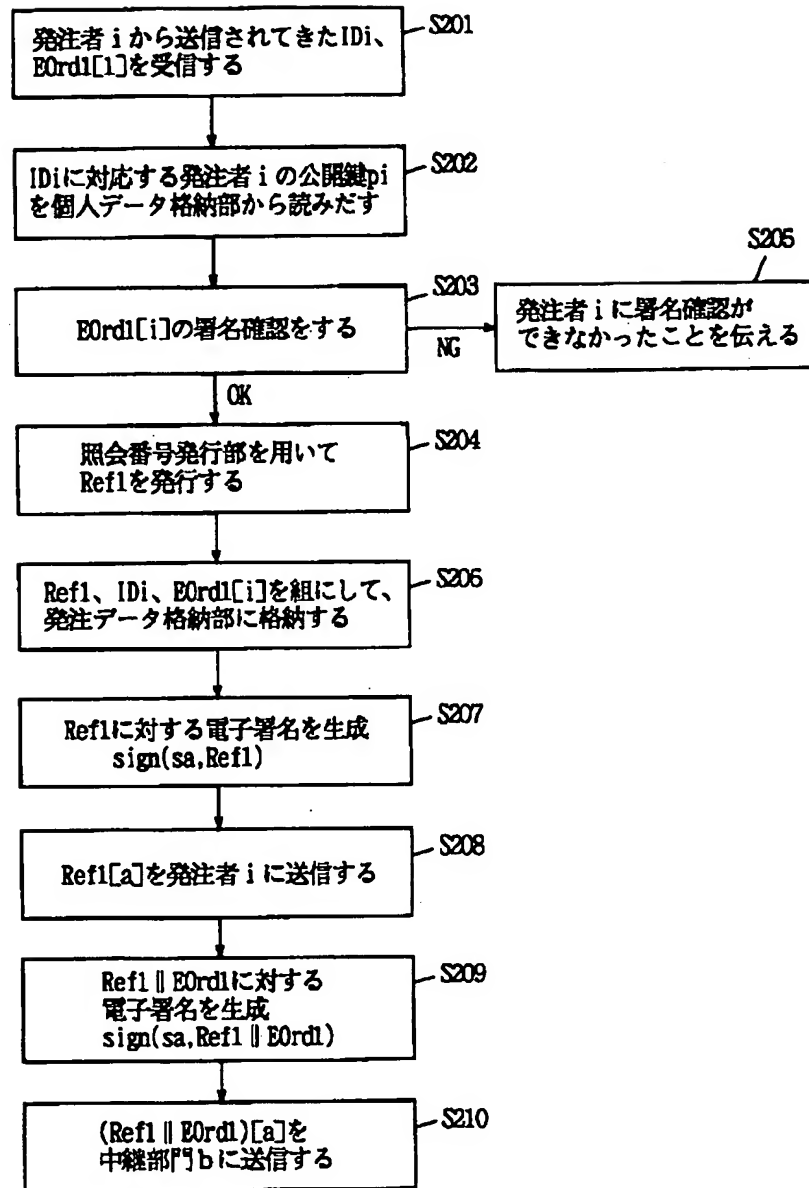 発注者iから送信されてきたIDi、
EOrd1[i]を受信する
S201
IDiに対応する発注者iの公開鍵pi
を個人データ格納部から読みだす
S202
EOrd1[i]の署名確認をする
S203
NG
発注者iに署名確認が
できなかったことを伝える
S205
OK
照会番号発行部を用いて
Ref1を発行する
S204
Ref1、IDi、EOrd1[i]を組にして、
発注データ格納部に格納する
S206
Ref1に対する電子署名を生成
sign(sa,Ref1)
S207
Ref1[a]を発注者iに送信する
S208
Ref1‖EOrd1に対する
電子署名を生成
sign(sa,Ref1‖EOrd1)
S209
(Ref1‖EOrd1)[a]を
中継部門bに送信する
S210